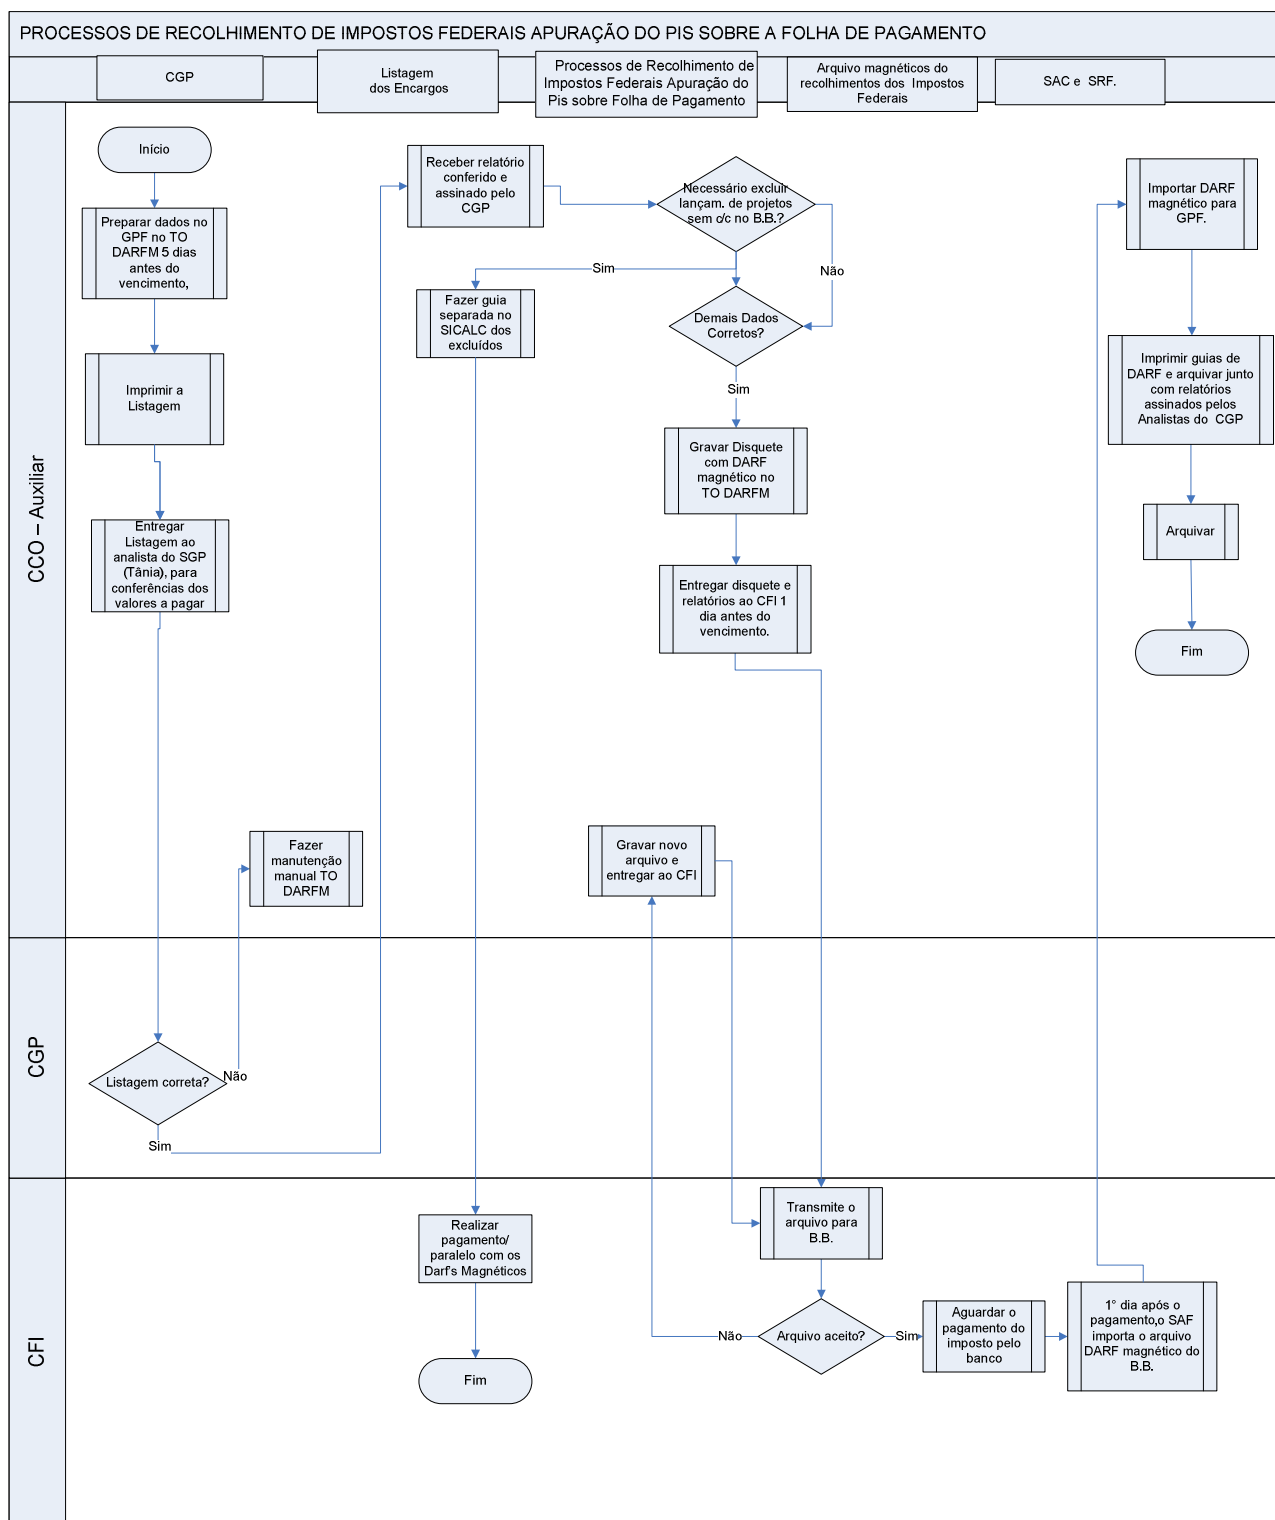 PROCESSOS DE RECOLHIMENTO DE IMPOSTOS FEDERAIS APURAÇÃO DO PIS SOBRE A FOLHA DE PAGAMENTO
CGP
Listagem
dos Encargos
Processos de Recolhimento de
Impostos Federais Apuração do
Pis sobre Folha de Pagamento
Arquivo magnéticos do
recolhimentos dos Impostos
Federais
SAC e SRF.
CCO – Auxiliar
Início
Preparar dados no
GPF no TO
DARFM 5 dias
antes do
vencimento,
Imprimir a
Listagem
Entregar
Listagem ao
analista do SGP
(Tânia), para
conferências dos
valores a pagar
Fazer
manutenção
manual TO
DARFM
Receber relatório
conferido e
assinado pelo
CGP
Necessário excluir
lançam. de projetos
sem c/c no B.B.?
Sim
Não
Fazer guia
separada no
SICALC dos
excluídos
Demais Dados
Corretos?
Sim
Gravar Disquete
com DARF
magnético no
TO DARFM
Entregar disquete e
relatórios ao CFI 1
dia antes do
vencimento.
Gravar novo
arquivo e
entregar ao CFI
Importar DARF
magnético para
GPF.
Imprimir guias de
DARF e arquivar junto
com relatórios
assinados pelos
Analistas do CGP
Arquivar
Fim
CGP
Listagem correta?
Não
Sim
CFI
Realizar
pagamento/
paralelo com os
Darf's Magnéticos
Fim
Transmite o
arquivo para
B.B.
Arquivo aceito?
Não
Sim
Aguardar o
pagamento do
imposto pelo
banco
1° dia após o
pagamento,o SAF
importa o arquivo
DARF magnético do
B.B.